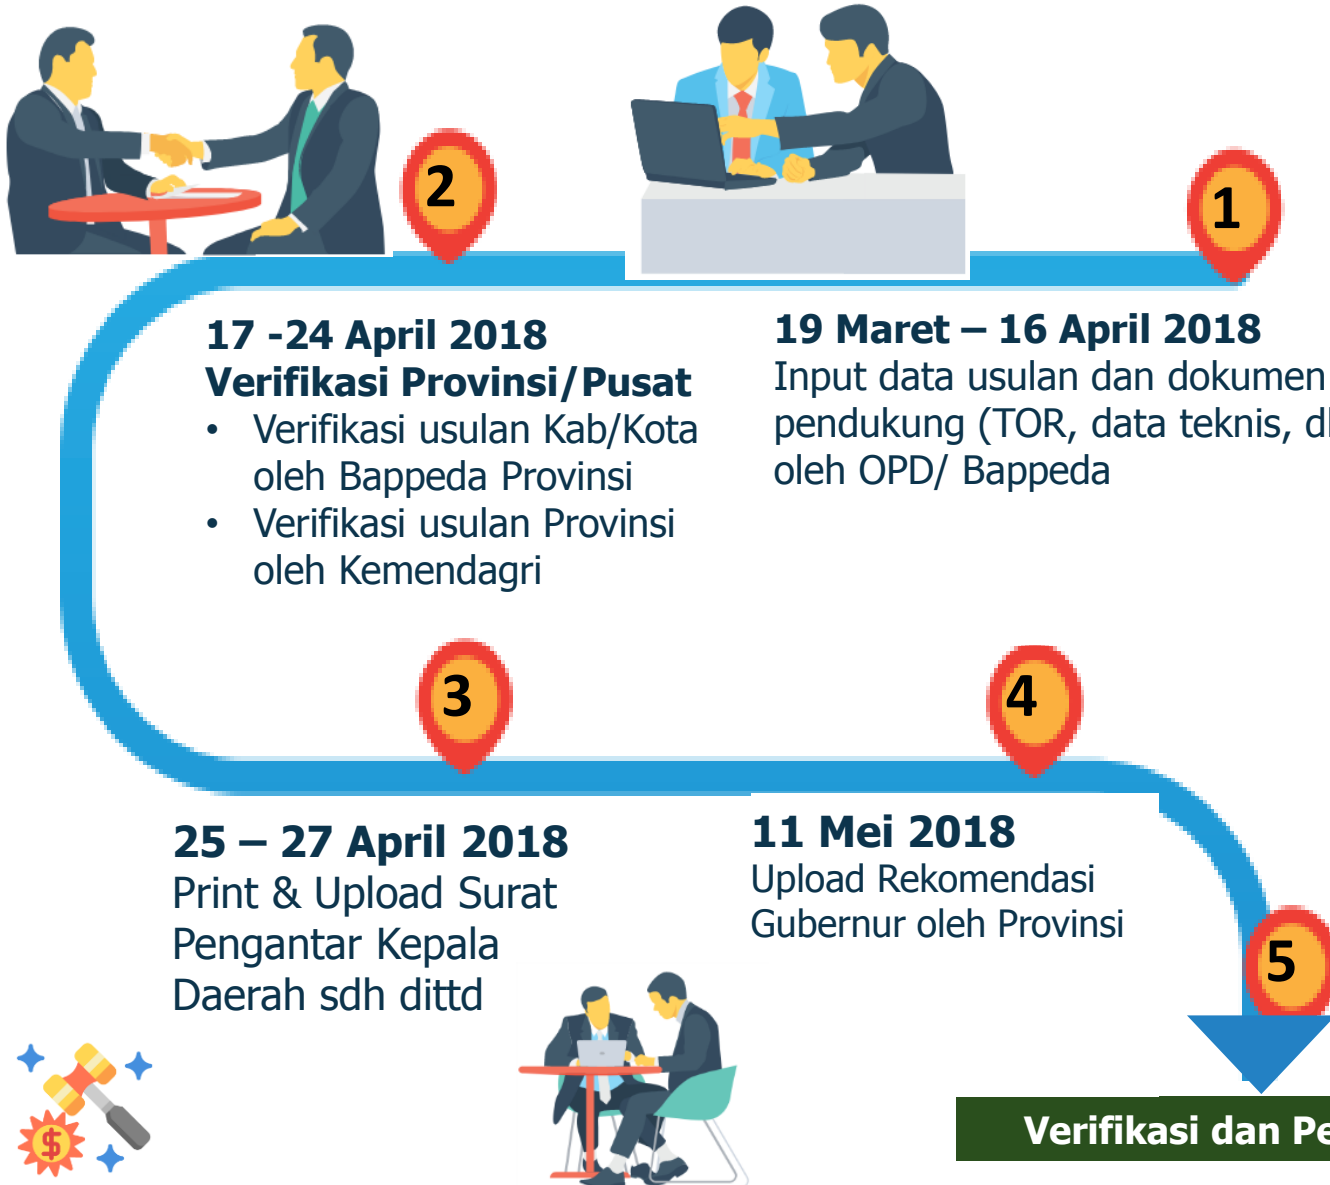 1
19 Maret – 16 April 2018
Input data usulan dan dokumen
pendukung (TOR, data teknis,
oleh OPD/ Bappeda
2
17 -24 April 2018
Verifikasi Provinsi/Pusat
• Verifikasi usulan Kab/Kota
oleh Bappeda Provinsi
• Verifikasi usulan Provinsi
oleh Kemendagri
3
25 – 27 April 2018
Print & Upload Surat
Pengantar Kepala
Daerah sdh dittd
4
11 Mei 2018
Upload Rekomendasi
Gubernur oleh Provinsi
5
Verifikasi dan
$